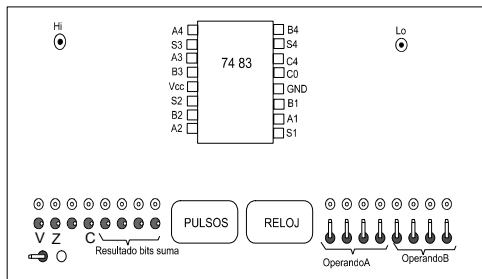 Hi
Lo
A4
S3
A3
B3
Vcc
S2
B2
A2
74 83
B4
S4
C4
C0
GND
B1
A1
S1
PULSOS
RELOJ
V Z C
Resultado bits suma
OperandoA
OperandoB